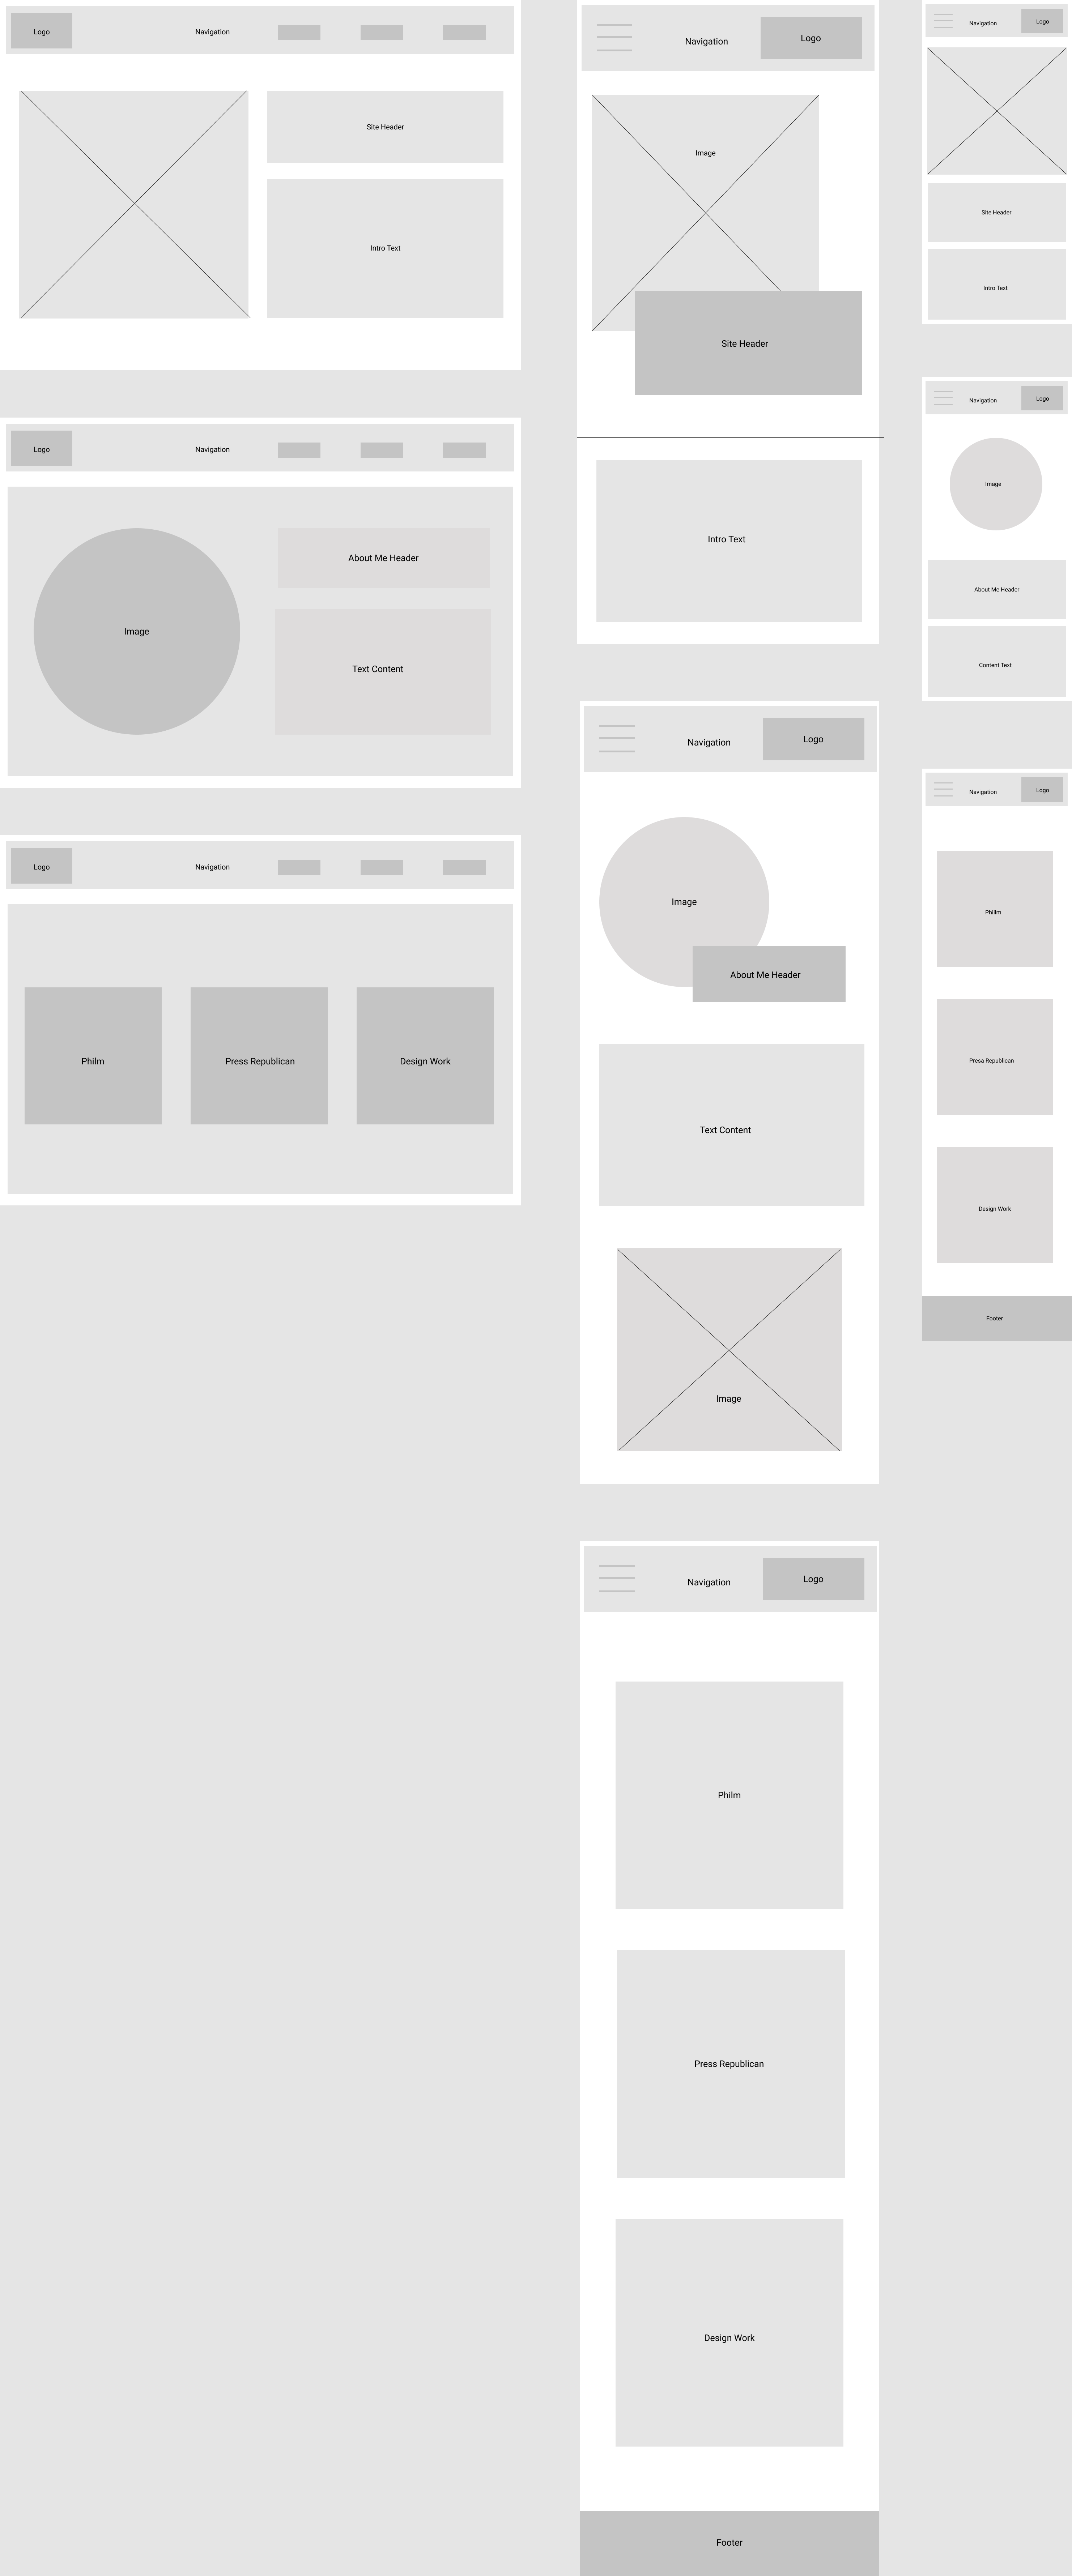 Logo
Navigation
Site Header
Intro Text
Logo
Navigation
About Me Header
Image
Text Content
Logo
Navigation
Philm
Press Republican
Design Work
Navigation
Logo
Image
Site Header
Intro Text
Navigation
Logo
Image
About Me Header
Text Content
Image
Navigation
Logo
Philm
Press Republican
Design Work
Footer
Navigation
Logo
Site Header
Intro Text
Navigation
Logo
Image
About Me Header
Content Text
Navigation
Logo
Phiilm
Presa Republican
Design Work
Footer